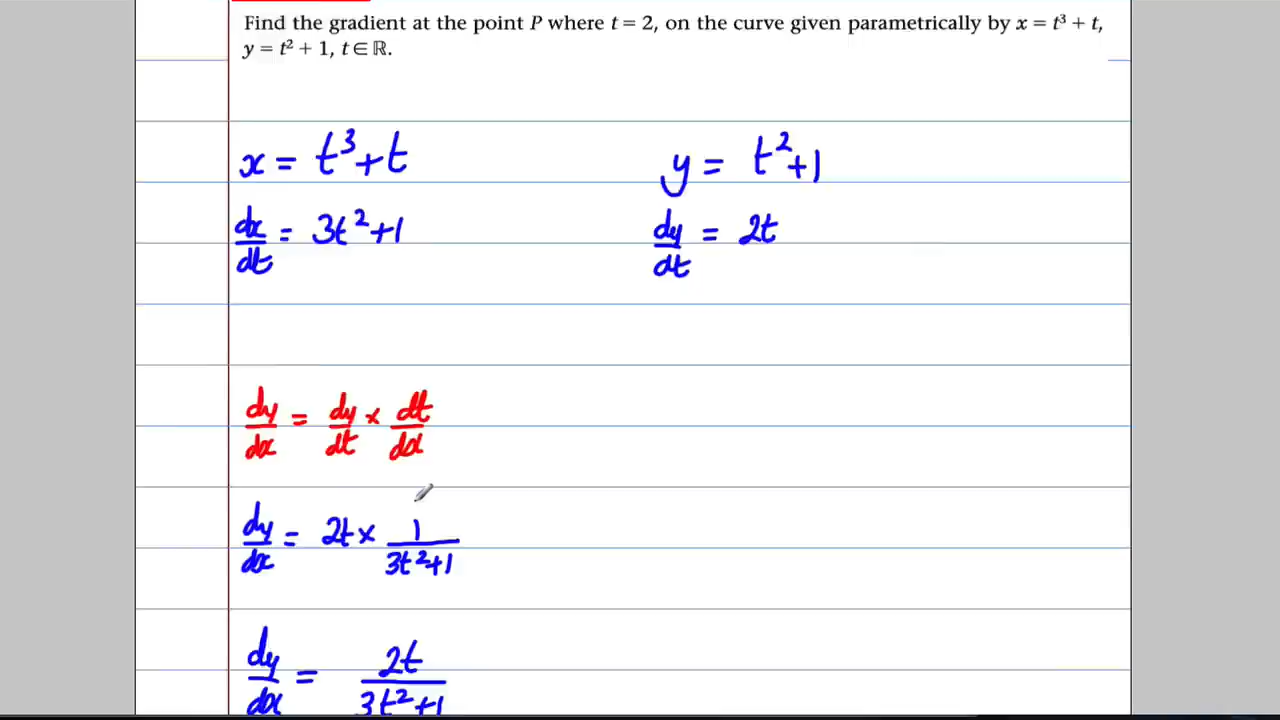 Find the gradient at the point P where t = 2, on the curve given parametrically by x = t³ + t,
y = t² + 1, t ∈ ℝ.
x = t³ + t
y = t² + 1
dx/dt = 3t² + 1
dy/dt = 2t
dy/dx = dy/dt × dt/dx
dy/dx = 2t × 1/(3t² + 1)
dy/dx = 2t/(3t² + 1)